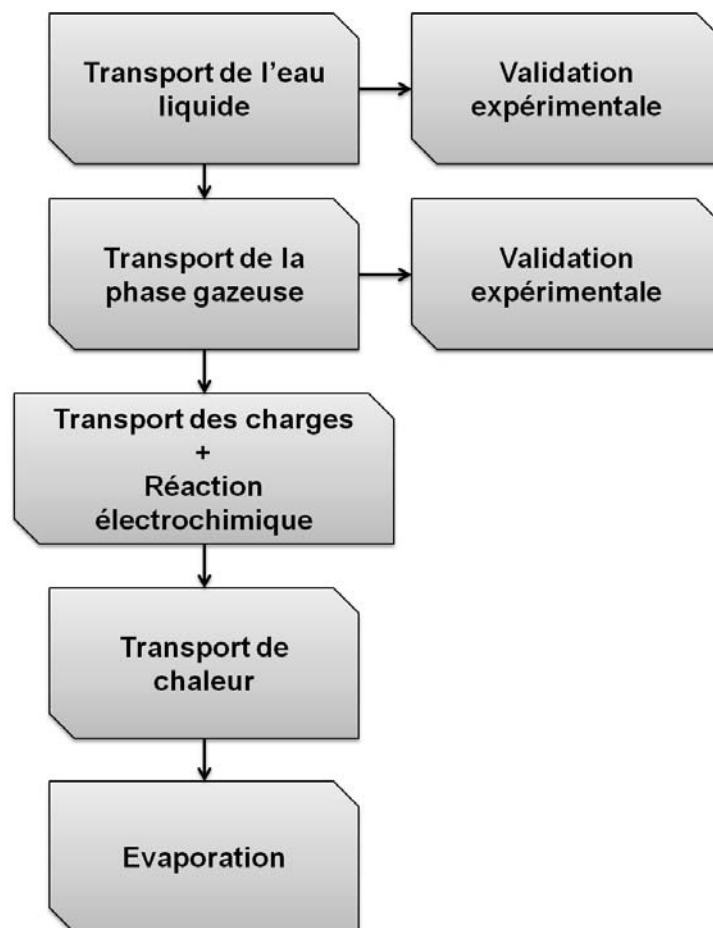 Transport de l’eau
liquide
Validation
expérimentale
Transport de la
phase gazeuse
Validation
expérimentale
Transport des charges
+
Réaction
électrochimique
Transport de
chaleur
Evaporation